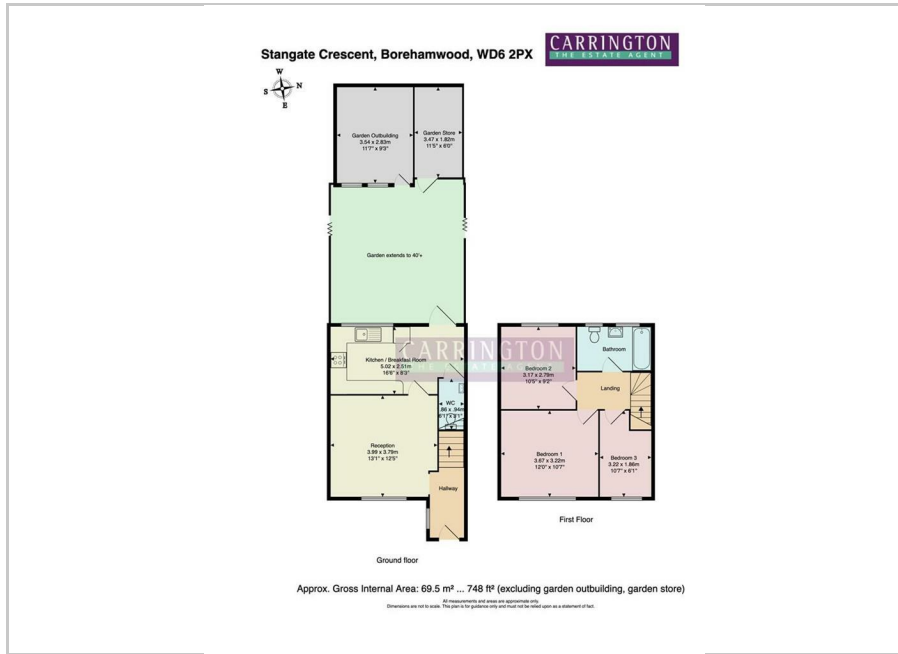 Stangate Crescent, Borehamwood, WD6 2PX
CARRINGTON
THE ESTATE AGENT
W
S
N
E
Garden Outbuilding
3.54 x 2.83m
11'7" x 9'3"
Garden Store
3.47 x 1.82m
11'5" x 6'0"
Garden extends to 40'+
CARRINGTON
THE ESTATE AGENT
Kitchen / Breakfast Room
5.02 x 2.51m
16'6" x 8'3"
WC
Reception
3.99 x 3.79m
13'1" x 12'5"
Hallway
Ground floor
Bedroom 2
3.17 x 2.79m
10'5" x 9'2"
Bathroom
Landing
Bedroom 1
3.67 x 3.22m
12'0" x 10'7"
Bedroom 3
3.22 x 1.86m
10'7" x 6'1"
First Floor
Approx. Gross Internal Area: 69.5 m² ... 748 ft² (excluding garden outbuilding, garden store)
All measurements and areas are approximate only.
Dimensions are not to scale. This plan is for guidance only and must not be relied upon as a statement of fact.